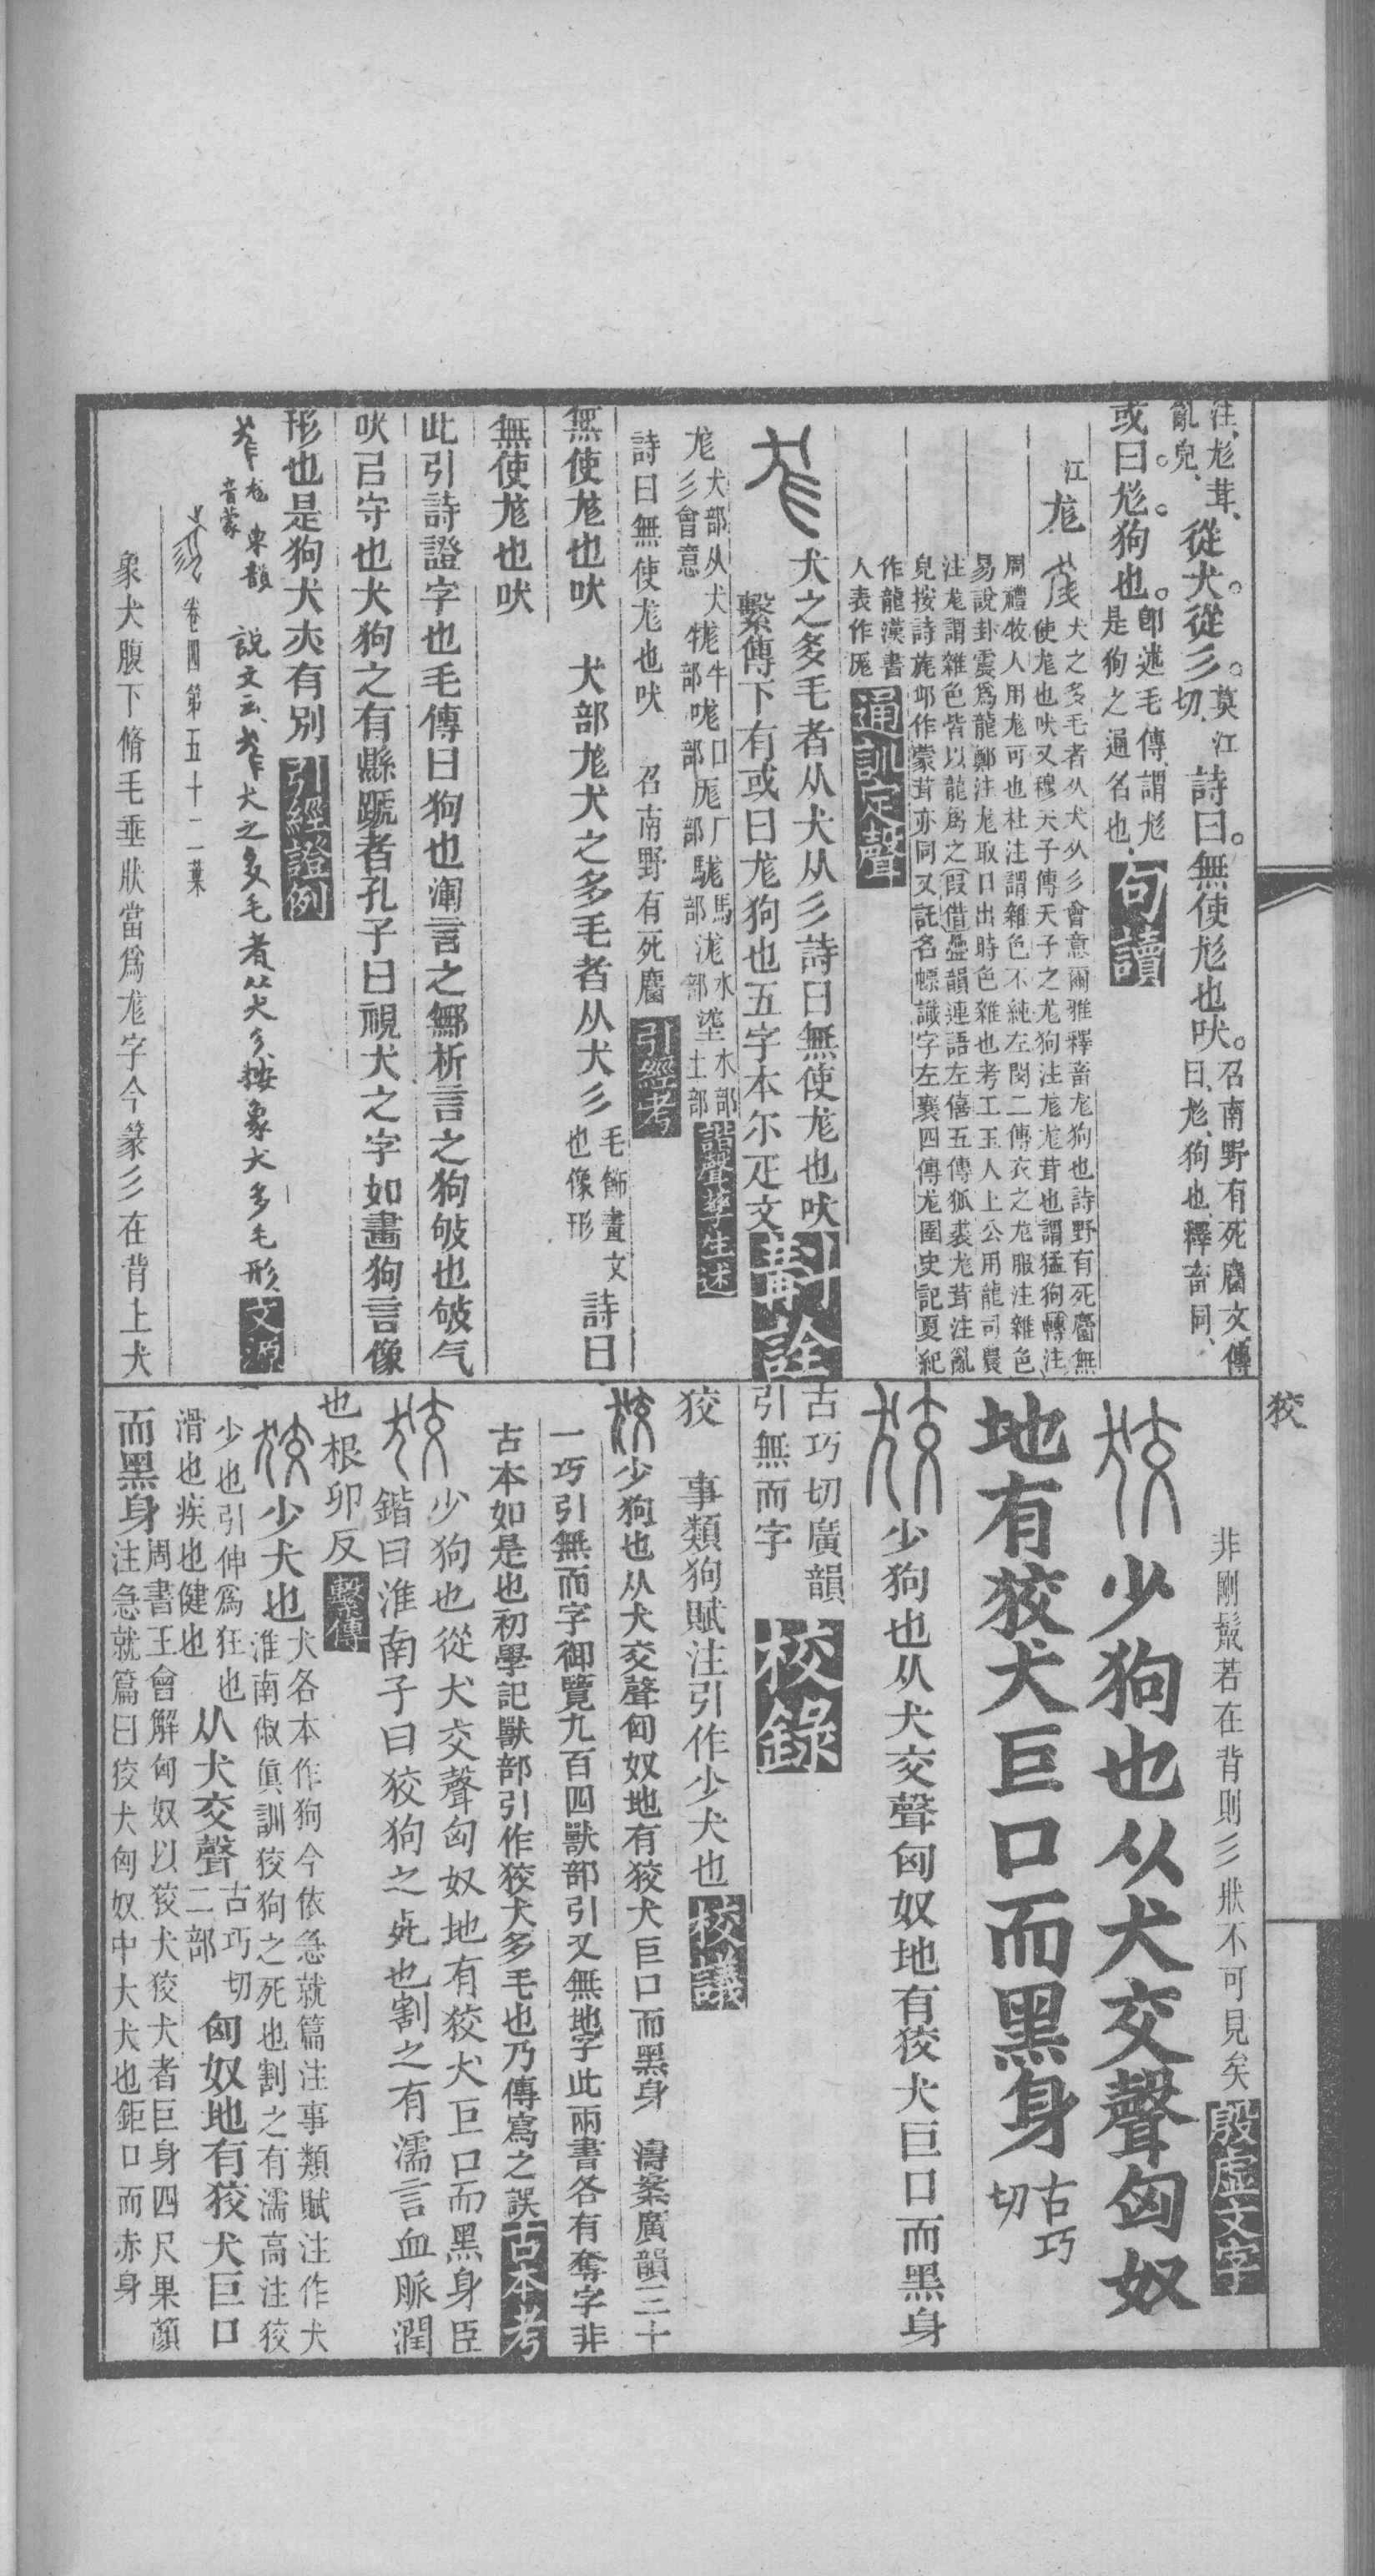 注、尨茸、
亂皃、
從犬。從彡。
莫江
切、
詩曰。無使尨也吠。
召南野有死麕文、傳
曰、尨、狗也、釋畜同、
或曰。尨。狗也。
卽述毛傳、謂尨
是狗之通名也、
句讀
江
尨
犬之多毛者从犬从彡會意爾雅釋畜尨狗也詩野有死麕無
使尨也吠又穆天子傳天子之尨狗注尨尨茸也謂猛狗轉注
周禮牧人用尨可也杜注謂雜色不純左閔二傳衣之尨服注雜色
易說卦震爲龍鄭注尨取日出時色雜也考工玉人上公用龍司農
注尨謂雜色皆以龍爲之叚借疊韻連語左僖五傳狐裘尨茸注亂
皃按詩旄邱作蒙茸亦同又託名幖識字左襄四傳尨圉史記夏紀
作龍漢書
人表作厖
通訓定聲
犬之多毛者从犬从彡詩曰無使尨也吠
繫傳下有或曰尨狗也五字本尒疋文
斠詮
尨
犬部从犬
彡會意
牻
牛
部
哤
口
部
厖
厂
部
駹
馬
部
浝
水
部
𡋯
水部
土部
諧聲孳生述
詩曰無使尨也吠 召南野有死麕
引經考
無使尨也吠 犬部尨犬之多毛者从犬彡
毛飾畫文
也像形
詩曰
無使尨也吠
此引詩證字也毛傳曰狗也渾言之鄉析言之狗㕧也㕧气
吠㠯守也犬狗之有縣蹏者孔子曰視犬之字如畫狗言像
形也是狗犬亦有別
引經證例
尨 東韻
音蒙
說文云 犬之多毛者从犬彡按象犬多毛形
文源
卷四第五十二葉
象犬腹下脩毛垂狀當爲尨字今篆彡在背上犬
非剛鬣若在背則彡狀不可見矣
殷虛文字
狡
少狗也从犬交聲匈奴
地有狡犬巨口而黑身
古巧
切
少狗也从犬交聲匈奴地有狡犬巨口而黑身
古巧切廣韻
引無而字
校錄
狡 事類狗賦注引作少犬也
校議
少狗也从犬交聲匈奴地有狡犬巨口而黑身 濤案廣韻三十
一巧引無而字御覽九百四獸部引又無地字此兩書各有奪字非
古本如是也初學記獸部引作狡犬多毛也乃傳寫之誤
古本考
少狗也從犬交聲匈奴地有狡犬巨口而黑身臣
鍇曰淮南子曰狡狗之死也割之有濡言血脈潤
也根卯反
繫傳
少犬也
犬各本作狗今依急就篇注事類賦注作犬
淮南俶眞訓狡狗之死也割之有濡高注狡
少也引伸爲狂也
滑也疾也健也
从犬交聲
古巧切
二部
匈奴地有狡犬巨口
而黑身
周書王會解匈奴以狡犬狡犬者巨身四尺果顏
注急就篇曰狡犬匈奴中大犬也鉅口而赤身